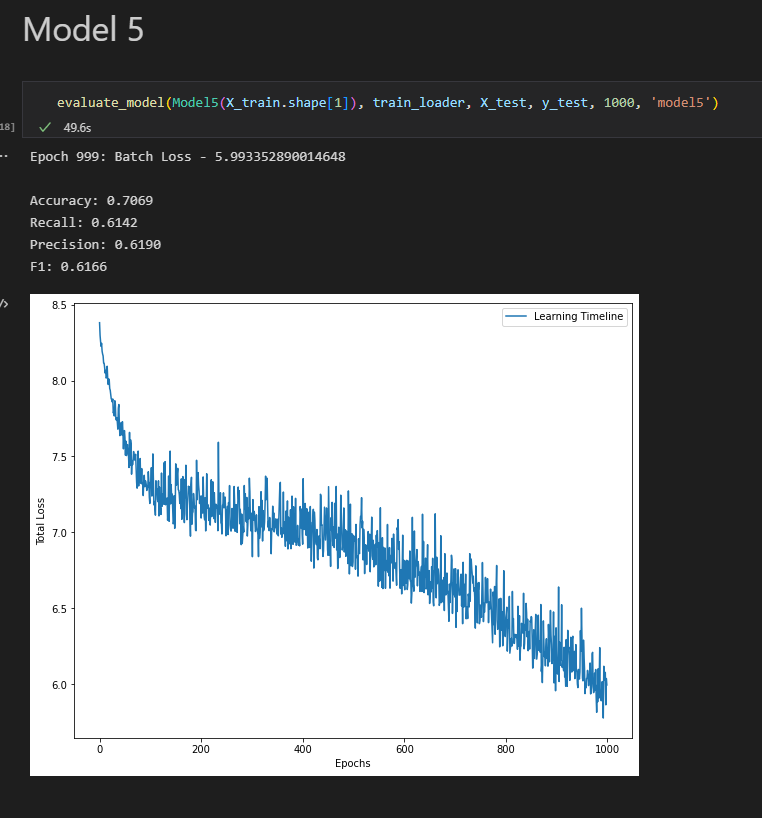 Model 5
evaluate_model(Model5(X_train.shape[1]), train_loader, X_test, y_test, 1000, 'model5')
18]
49.6s
Epoch 999: Batch Loss - 5.993352890014648
Accuracy: 0.7069
Recall: 0.6142
Precision: 0.6190
F1: 0.6166
8.5
Learning Timeline
8.0
7.5
7.0
6.5
6.0
Total Loss
0
200
400
600
800
1000
Epochs